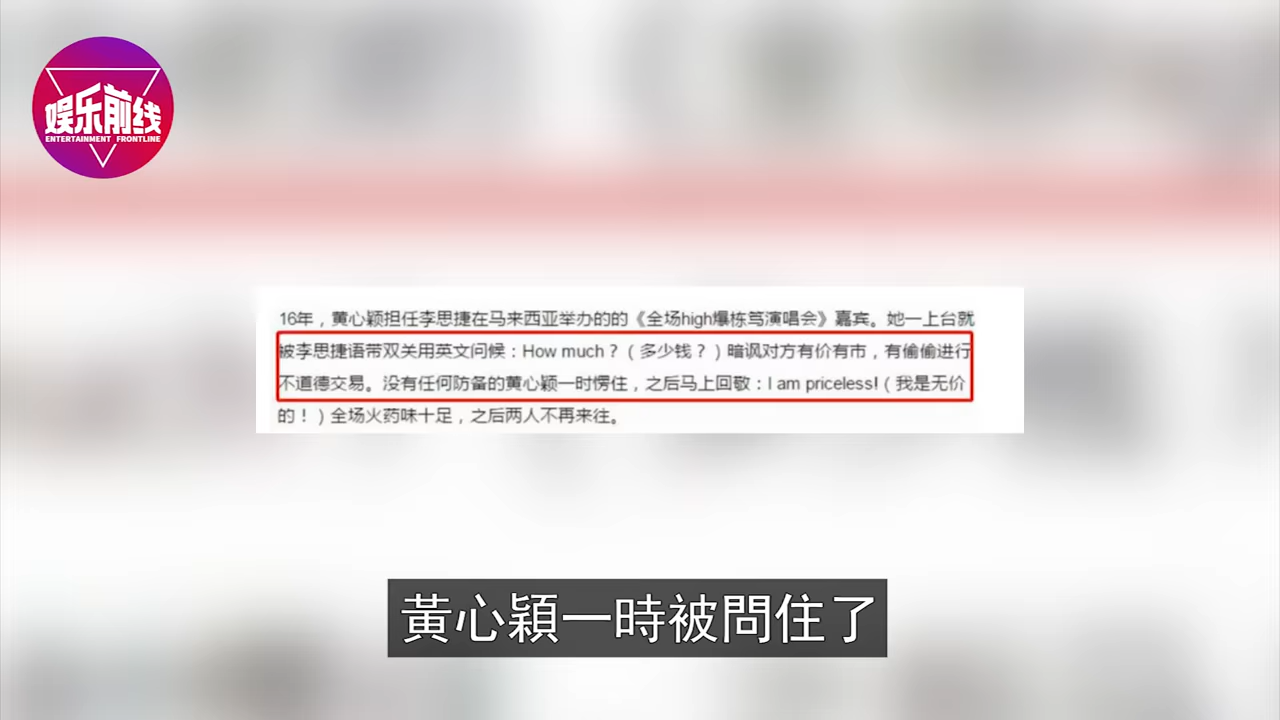 娱乐前线
ENTERTAINMENT FRONTLINE
16年，黄心颖担任李思捷在马来西亚举办的的《全场high爆栋笃演唱会》嘉宾。她一上台就
被李思捷语带双关用英文问候：How much？（多少钱？）暗讽对方有价有市，有偷偷进行
不道德交易。没有任何防备的黄心颖一时愣住，之后马上回敬：I am priceless!（我是无价
的！）全场火药味十足，之后两人不再来往。
黃心穎一時被問住了